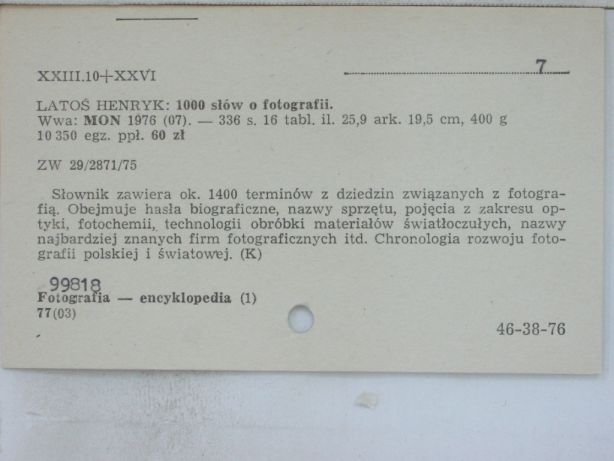 XXIII.10+XXVI
7
LATOŚ HENRYK: 1000 słów o fotografii.
Wwa: MON 1976 (07). — 336 s. 16 tabl. il. 25,9 ark. 19,5 cm, 400 g
10 350 egz. ppł. 60 zł
ZW 29/2871/75
Słownik zawiera ok. 1400 terminów z dziedzin związanych z fotogra-
fią. Obejmuje hasła biograficzne, nazwy sprzętu, pojęcia z zakresu op-
tyki, fotochemii, technologii obróbki materiałów światłoczułych, nazwy
najbardziej znanych firm fotograficznych itd. Chronologia rozwoju foto-
grafii polskiej i światowej. (K)
99818
Fotografia — encyklopedia (1)
77(03)
46-38-76